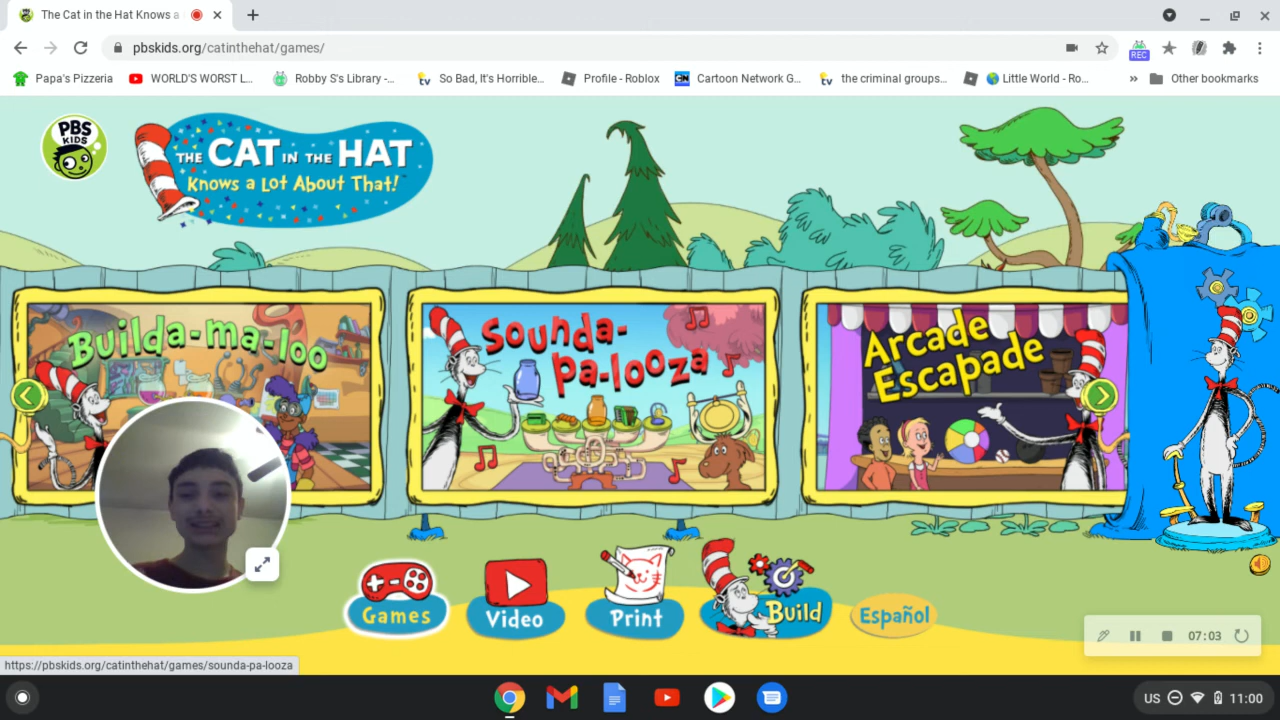 The Cat in the Hat Knows a
pbskids.org/catinthehat/games/
REC
Papa's Pizzeria
WORLD'S WORST L...
Robby S's Library -...
tv So Bad, It's Horrible...
Profile - Roblox
CN Cartoon Network G...
tv the criminal groups...
Little World - Ro...
» Other bookmarks
PBS
KIDS
THE CAT IN THE HAT
Knows a Lot About That!
Builda-ma-loo
Sounda-
pa-looza
Arcade
Escapade
Games
Video
Print
Build
Español
07:03
https://pbskids.org/catinthehat/games/sounda-pa-looza
US
11:00